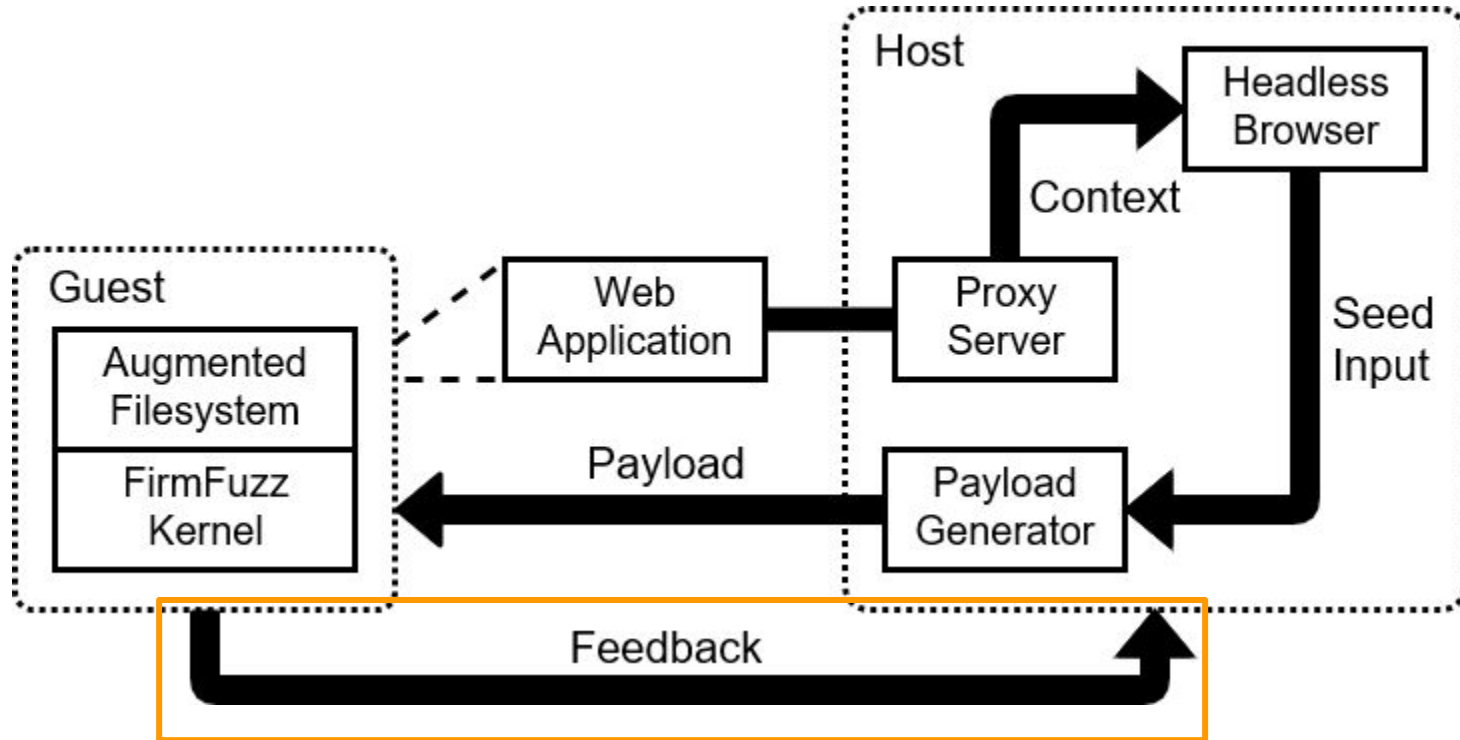 Host
Headless
Browser
Context
Guest
Web
Application
Proxy
Server
Seed
Input
Augmented
Filesystem
FirmFuzz
Kernel
Payload
Payload
Generator
Feedback